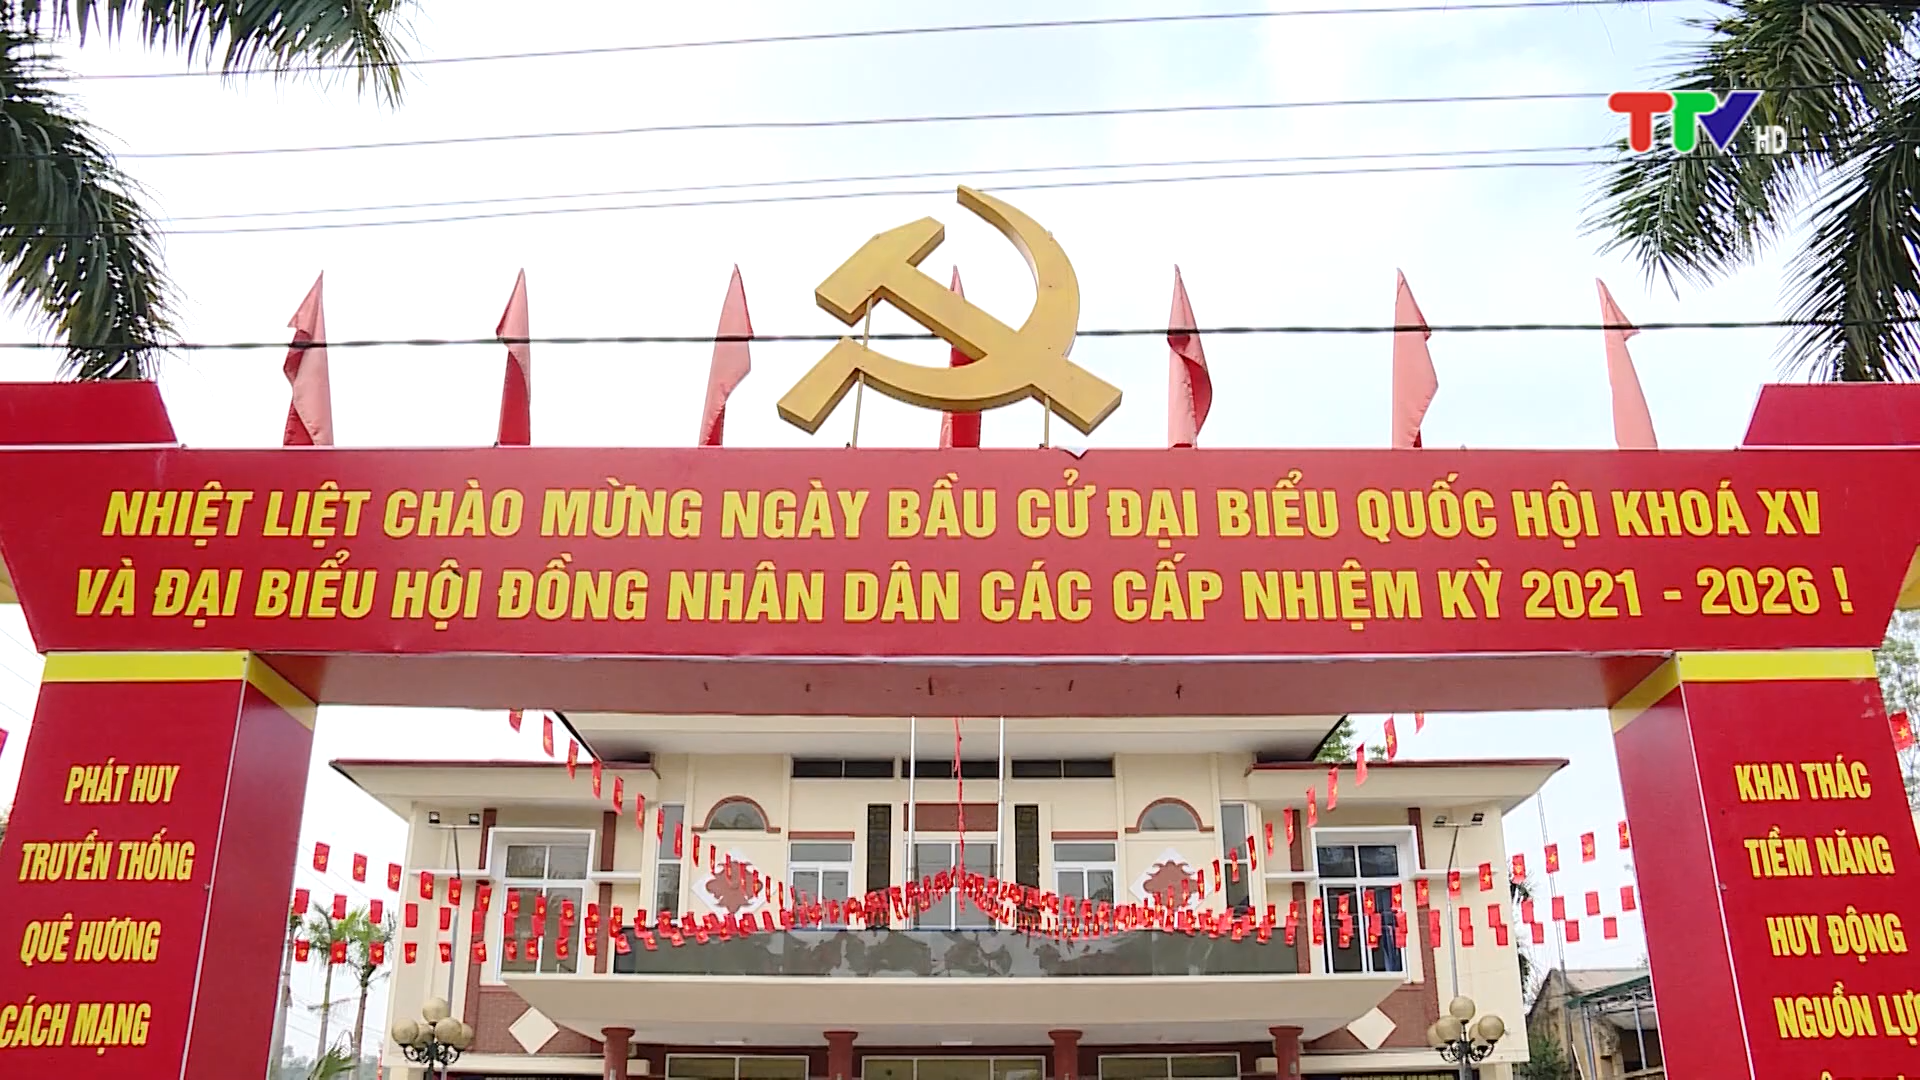 TTV HD
NHIỆT LIỆT CHÀO MỪNG NGÀY BẦU CỬ ĐẠI BIỂU QUỐC HỘI KHOÁ XV
VÀ ĐẠI BIỂU HỘI ĐỒNG NHÂN DÂN CÁC CẤP NHIỆM KỲ 2021 - 2026 !
PHÁT HUY
TRUYỀN THỐNG
QUÊ HƯƠNG
CÁCH MẠNG
KHAI THÁC
TIỀM NĂNG
HUY ĐỘNG
NGUỒN LỰC